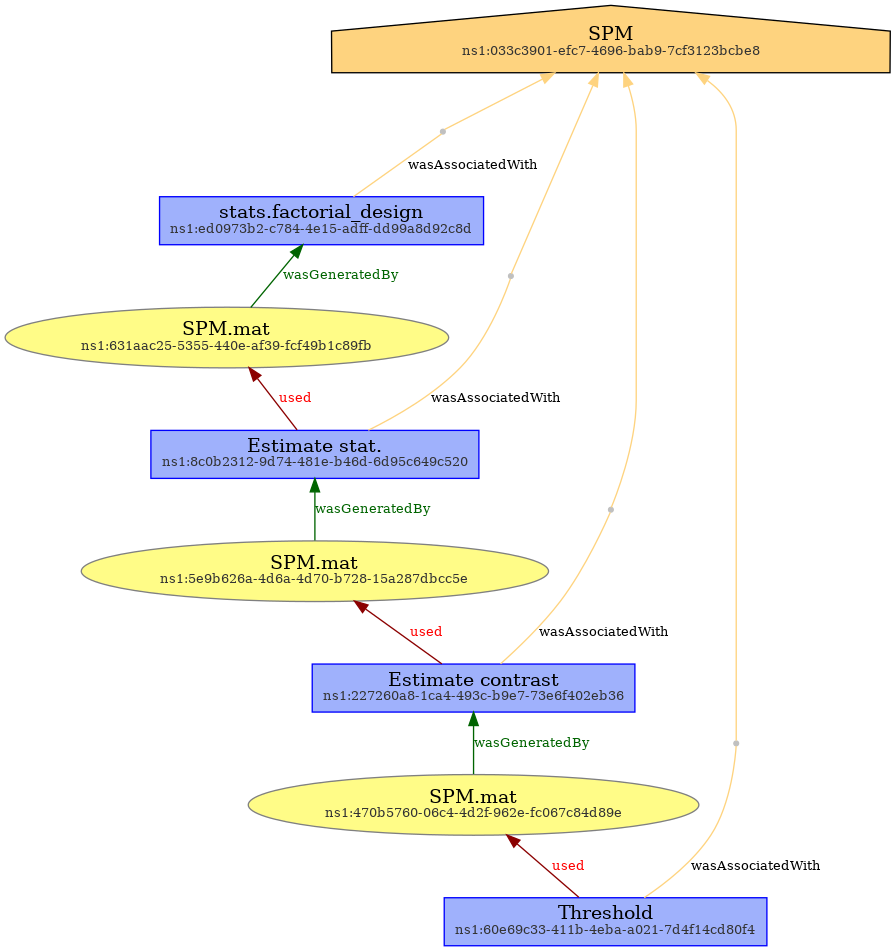 SPM
ns1:033c3901-efc7-4696-bab9-7cf3123bcbe8
wasAssociatedWith
stats.factorial_design
ns1:ed0973b2-c784-4e15-adff-dd99a8d92c8d
wasGeneratedBy
SPM.mat
ns1:631aac25-5355-440e-af39-fcf49b1c89fb
used
wasAssociatedWith
Estimate stat.
ns1:8c0b2312-9d74-481e-b46d-6d95c649c520
wasGeneratedBy
SPM.mat
ns1:5e9b626a-4d6a-4d70-b728-15a287dbcc5e
used
wasAssociatedWith
Estimate contrast
ns1:227260a8-1ca4-493c-b9e7-73e6f402eb36
wasGeneratedBy
SPM.mat
ns1:470b5760-06c4-4d2f-962e-fc067c84d89e
used
wasAssociatedWith
Threshold
ns1:60e69c33-411b-4eba-a021-7d4f14cd80f4